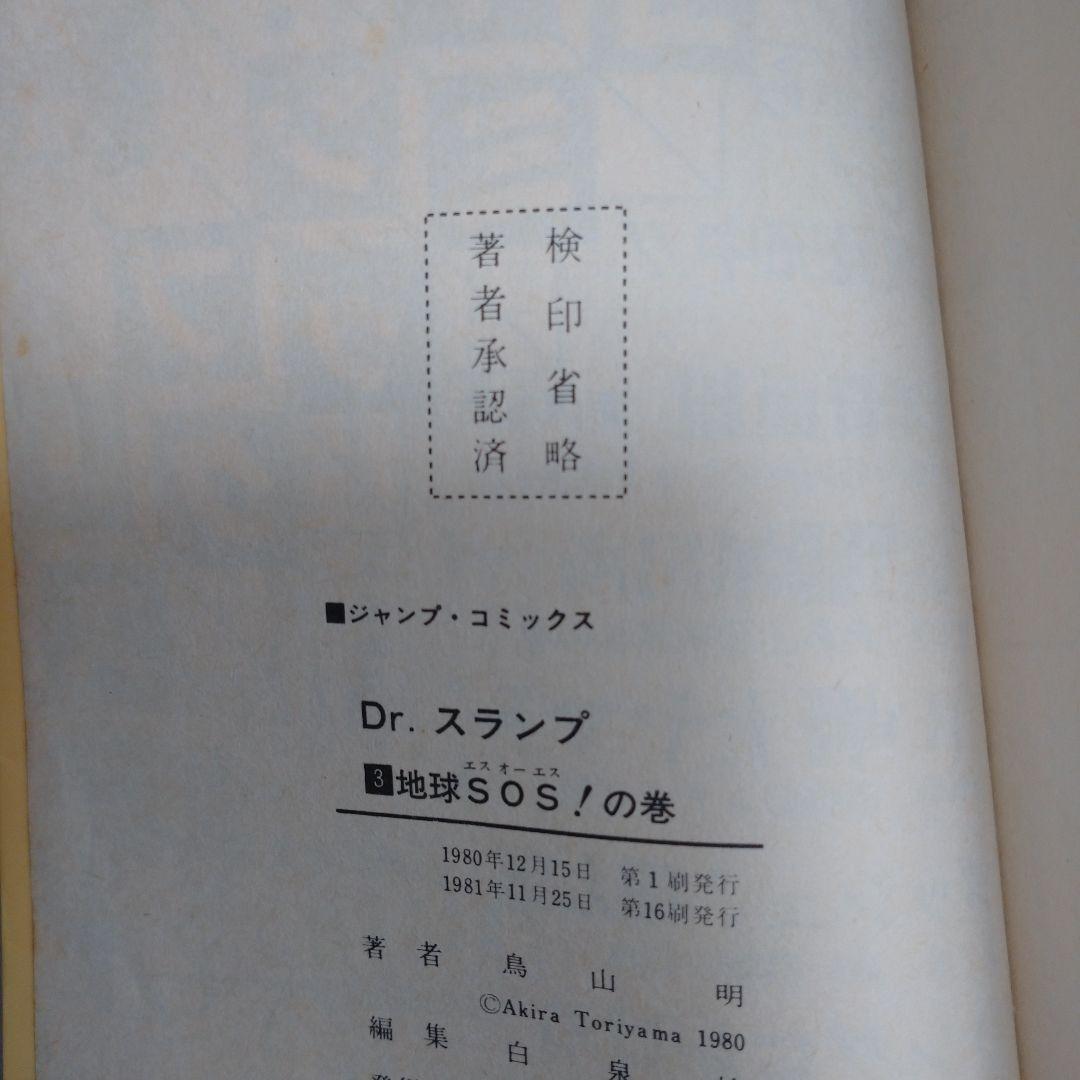 検印省略
著者承認済
■ジャンプ・コミックス
Dr.スランプ
エス オー エス
3地球SOS!の巻
1980年12月15日 第1刷発行
1981年11月25日 第16刷発行
著者 鳥山明
©Akira Toriyama 1980
編集 白泉